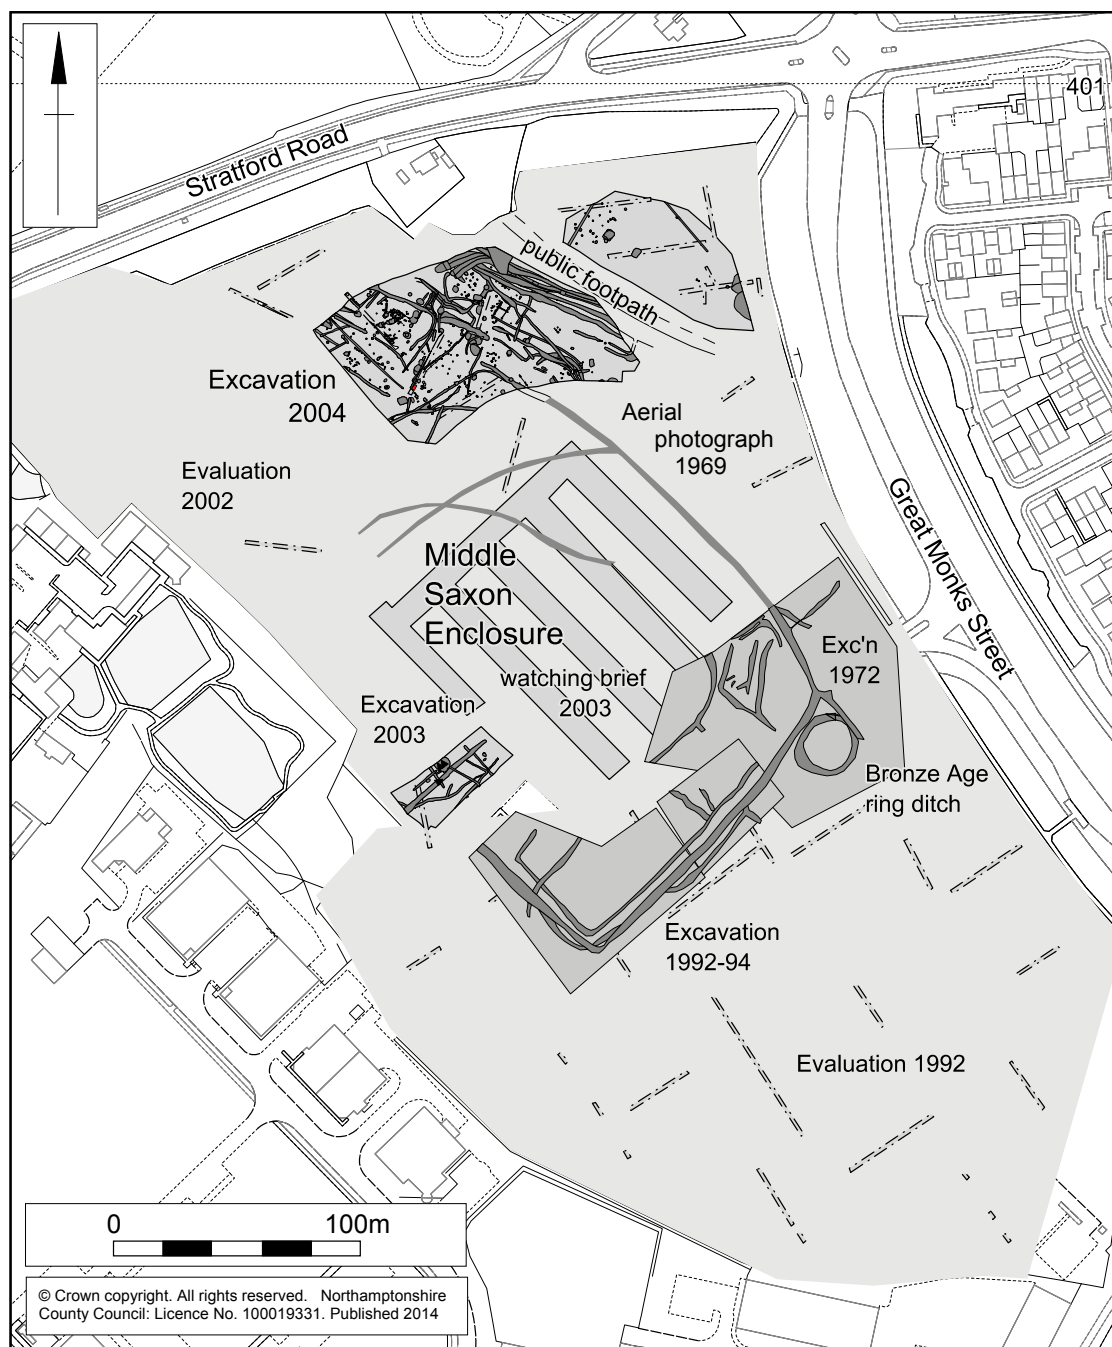 401
Stratford Road
public footpath
Excavation
2004
Aerial
photograph
1969
Evaluation
2002
Great Monks Street
Middle
Saxon
Enclosure
Exc'n
1972
watching brief
2003
Excavation
2003
Bronze Age
ring ditch
Excavation
1992-94
Evaluation 1992
0 100m
© Crown copyright. All rights reserved. Northamptonshire
County Council: Licence No. 100019331. Published 2014